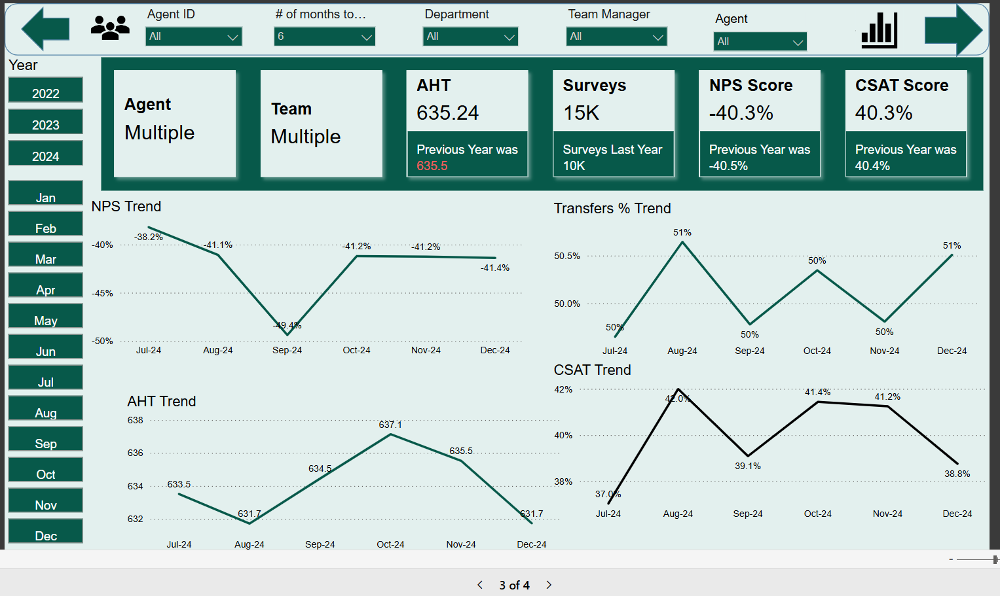 Agent ID
# of months to…
Department
Team Manager
Agent
All
6
All
All
All
Year
2022
2023
2024
Jan
Feb
Mar
Apr
May
Jun
Jul
Aug
Sep
Oct
Nov
Dec
Agent
Multiple
Team
Multiple
AHT
635.24
Previous Year was
635.5
Surveys
15K
Surveys Last Year
10K
NPS Score
-40.3%
Previous Year was
-40.5%
CSAT Score
40.3%
Previous Year was
40.4%
NPS Trend
-40%
-45%
-50%
-38.2%
-41.1%
-49.4%
-41.2%
-41.2%
-41.4%
Jul-24
Aug-24
Sep-24
Oct-24
Nov-24
Dec-24
Transfers % Trend
50.5%
50.0%
50%
51%
50%
50%
50%
51%
Jul-24
Aug-24
Sep-24
Oct-24
Nov-24
Dec-24
AHT Trend
638
636
634
632
633.5
631.7
634.5
637.1
635.5
631.7
Jul-24
Aug-24
Sep-24
Oct-24
Nov-24
Dec-24
CSAT Trend
42%
40%
38%
37.0%
42.0%
39.1%
41.4%
41.2%
38.8%
Jul-24
Aug-24
Sep-24
Oct-24
Nov-24
Dec-24
3 of 4